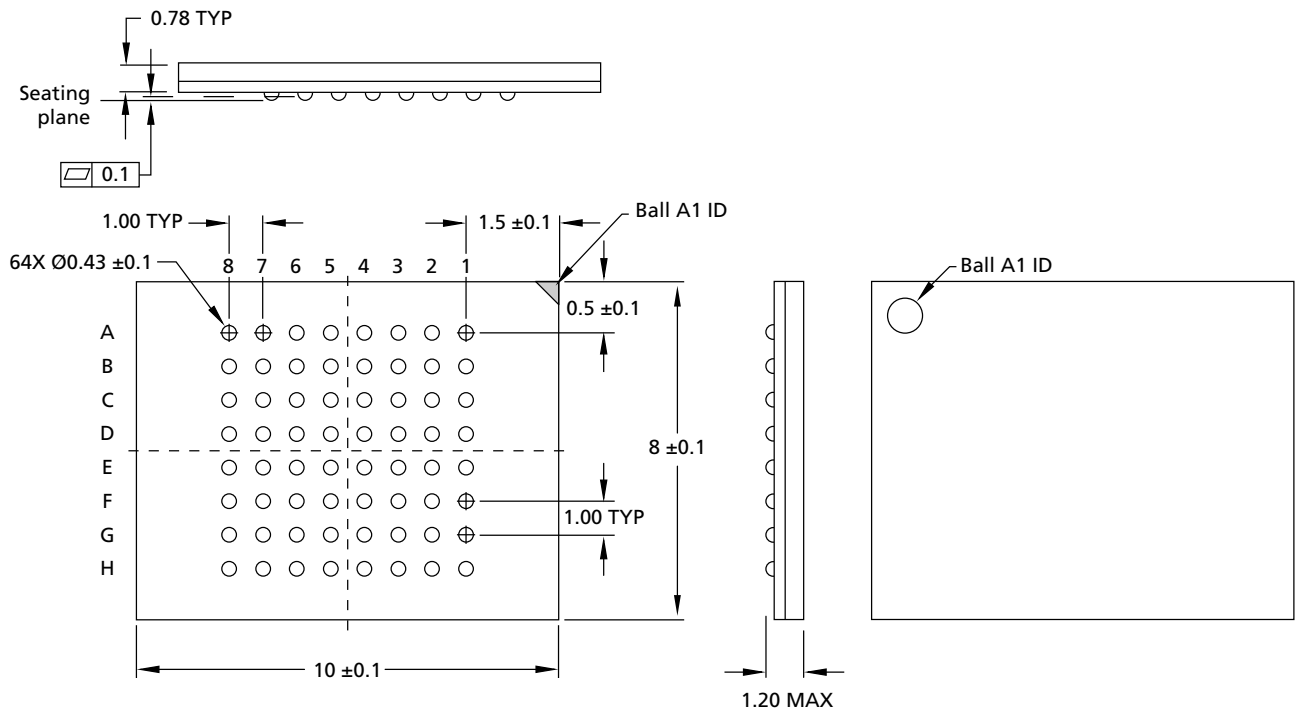 0.78 TYP
Seating
plane
0.1
1.00 TYP
1.5 ±0.1
Ball A1 ID
64X Ø0.43 ±0.1
8 7 6 5 4 3 2 1
Ball A1 ID
0.5 ±0.1
A
B
C
D
8 ±0.1
E
F
1.00 TYP
G
H
10 ±0.1
1.20 MAX